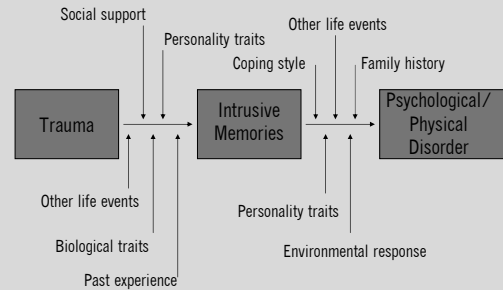 Social support
Other life events
Personality traits
Coping style
Family history
Trauma
Intrusive
Memories
Psychological/
Physical
Disorder
Other life events
Personality traits
Biological traits
Environmental response
Past experience